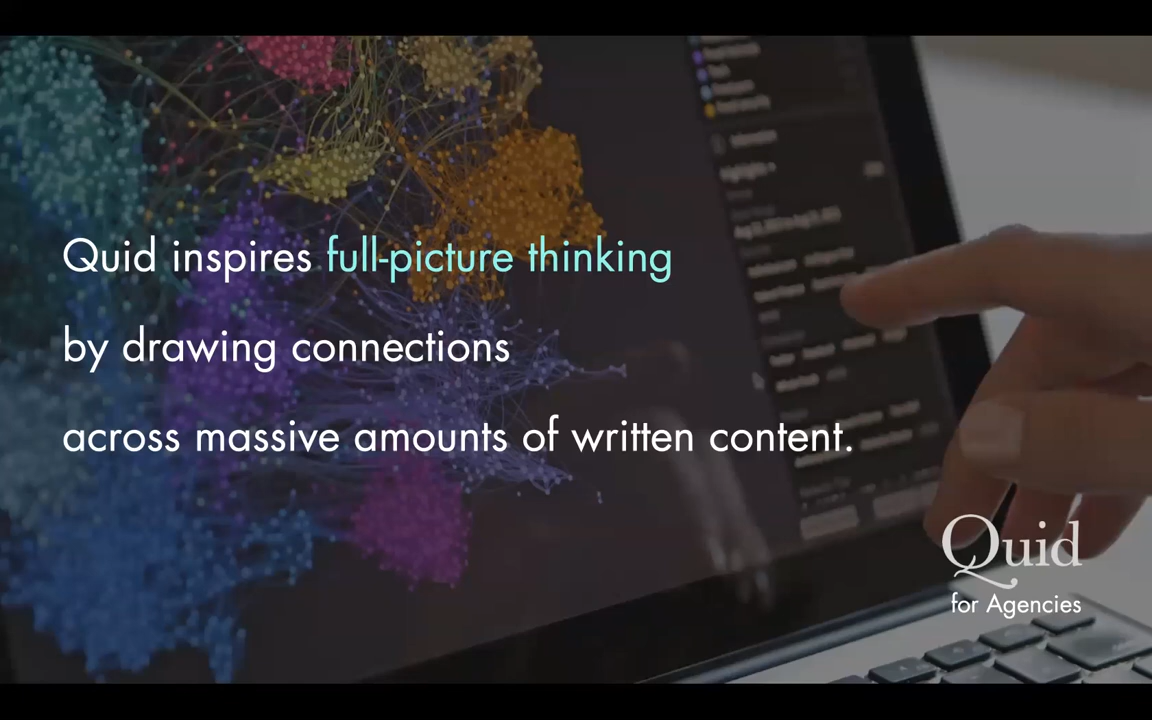 Quid inspires full-picture thinking
by drawing connections
across massive amounts of written content.
Quid
for Agencies